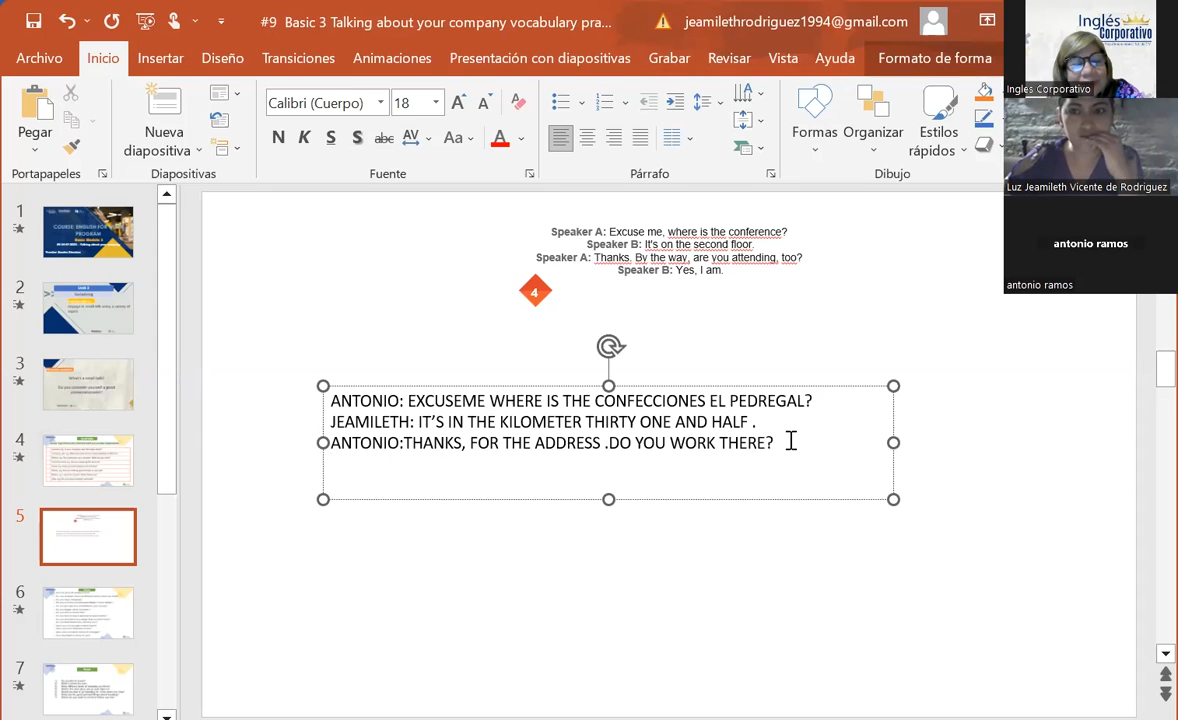 #9 Basic 3 Talking about your company vocabulary pra...
jeamilethrodriguez1994@gmail.com
Archivo Inicio Insertar Diseño Transiciones Animaciones Presentación con diapositivas Grabar Revisar Vista Ayuda Formato de forma
Pegar
Nueva diapositiva
Calibri (Cuerpo) 18
N K S S abc AV Aa A
Formas Organizar Estilos rápidos
Portapapeles Diapositivas Fuente Párrafo Dibujo
Inglés
Corporativo
Ingles Corporativo
Luz Jeamileth Vicente de Rodriguez
antonio ramos
antonio ramos
1
2
3
4
5
6
7
Speaker A: Excuse me, where is the conference?
Speaker B: It's on the second floor.
Speaker A: Thanks. By the way, are you attending, too?
Speaker B: Yes, I am.
4
ANTONIO: EXCUSEME WHERE IS THE CONFECCIONES EL PEDREGAL?
JEAMILETH: IT’S IN THE KILOMETER THIRTY ONE AND HALF .
ANTONIO:THANKS, FOR THE ADDRESS .DO YOU WORK THERE?